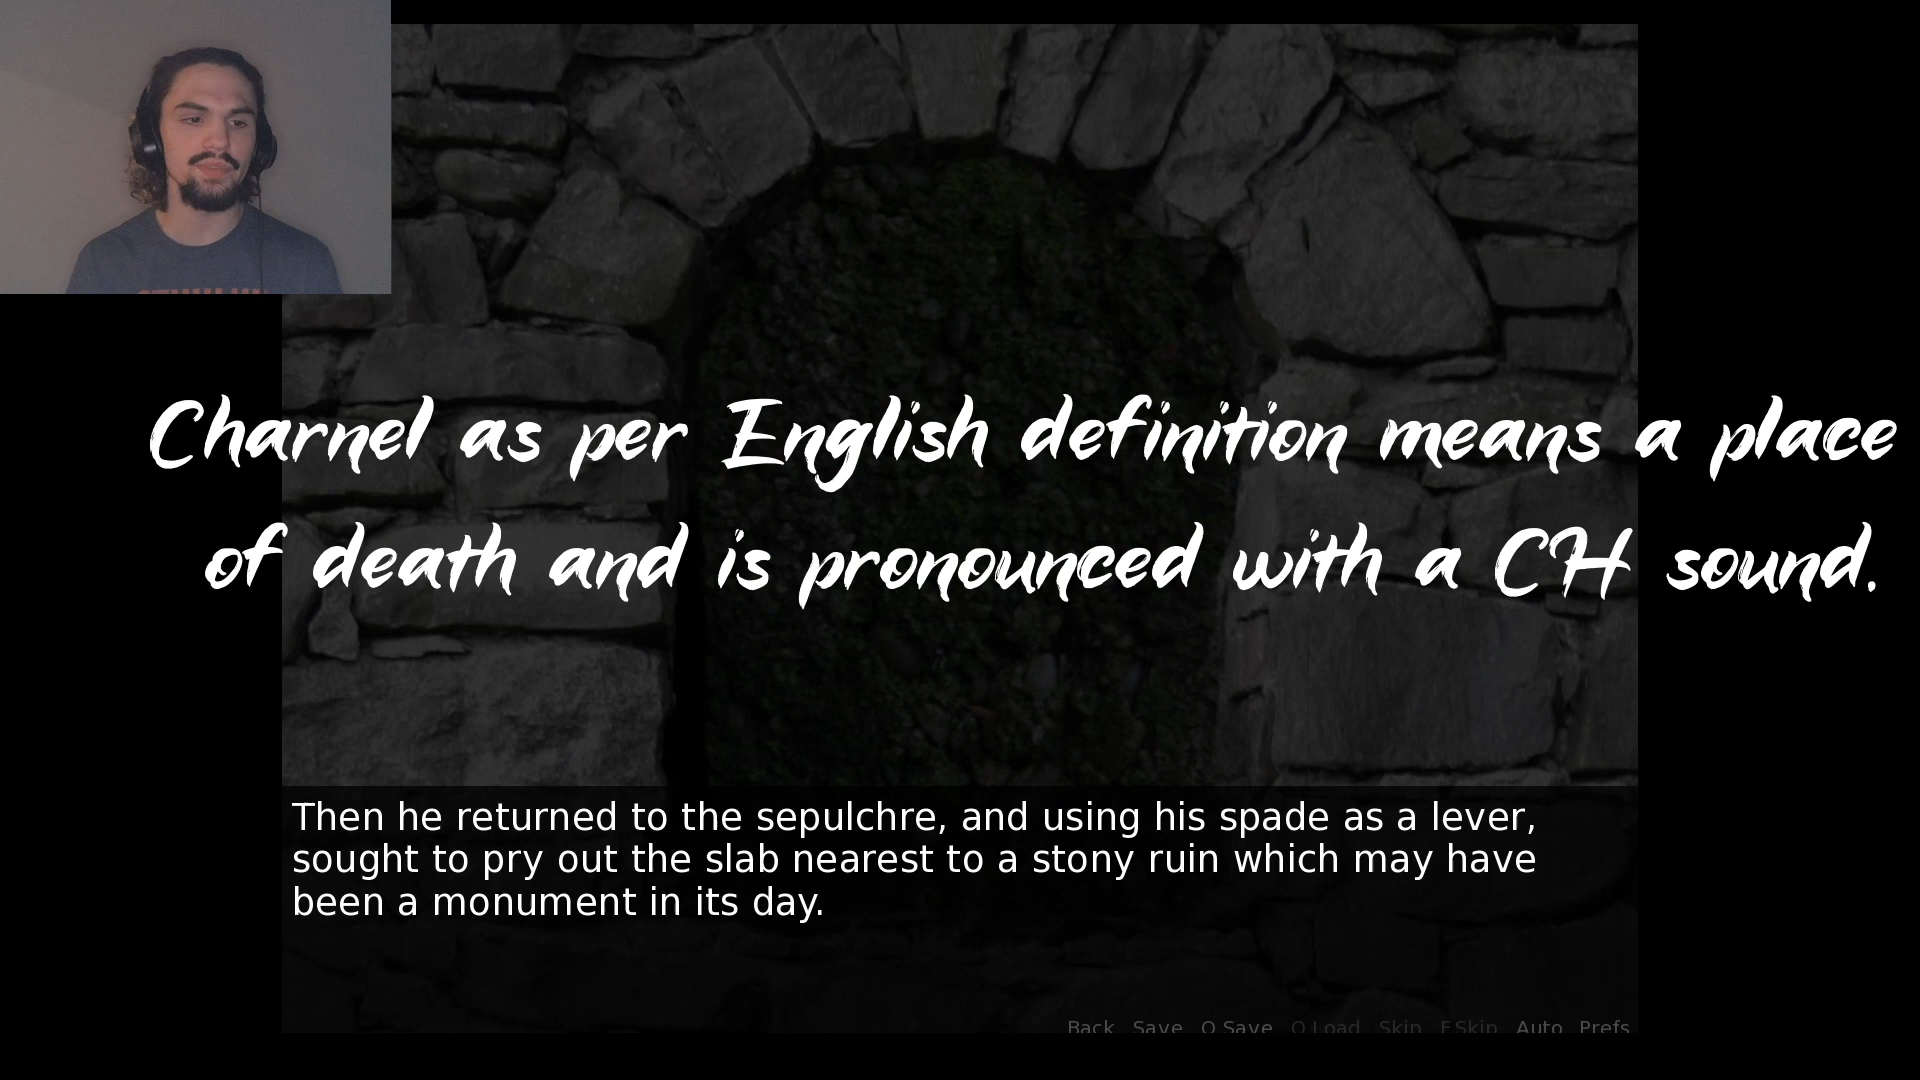 Charnel as per English definition means a place
of death and is pronounced with a CH sound.
Then he returned to the sepulchre, and using his spade as a lever,
sought to pry out the slab nearest to a stony ruin which may have
been a monument in its day.
Back Save Q.Save Q.Load Skip F.Skip Auto Prefs